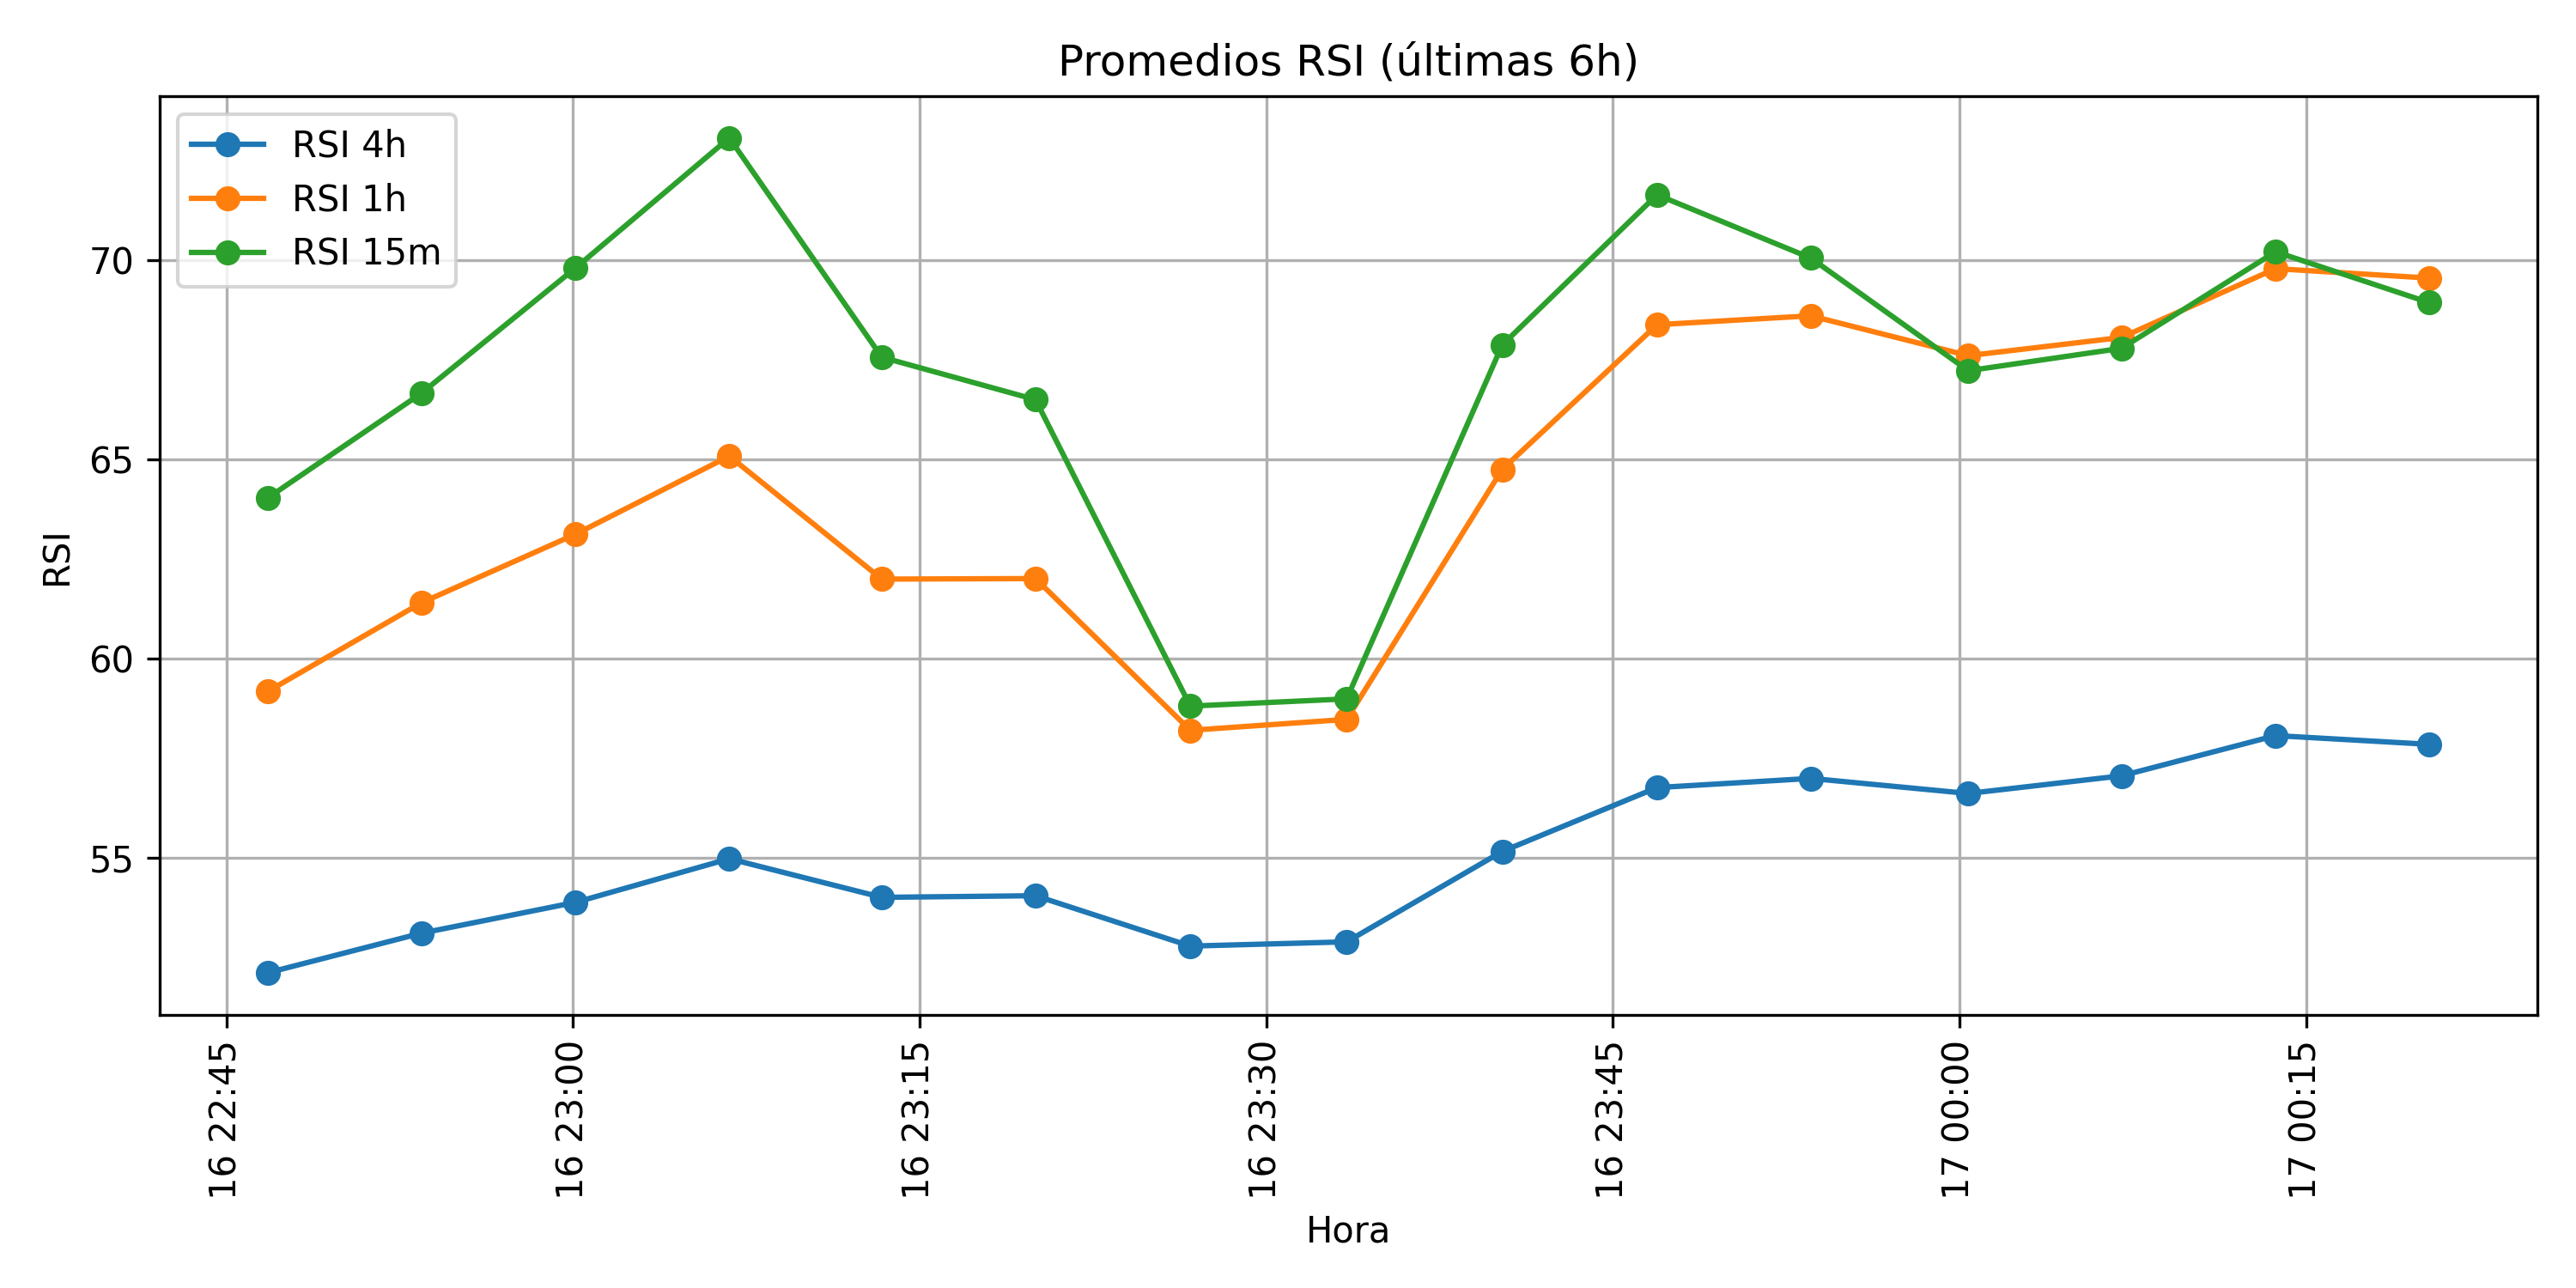 Promedios RSI (últimas 6h)
RSI 4h
RSI 1h
RSI 15m
70
65
60
55
RSI
16 22:45
16 23:00
16 23:15
16 23:30
16 23:45
17 00:00
17 00:15
Hora